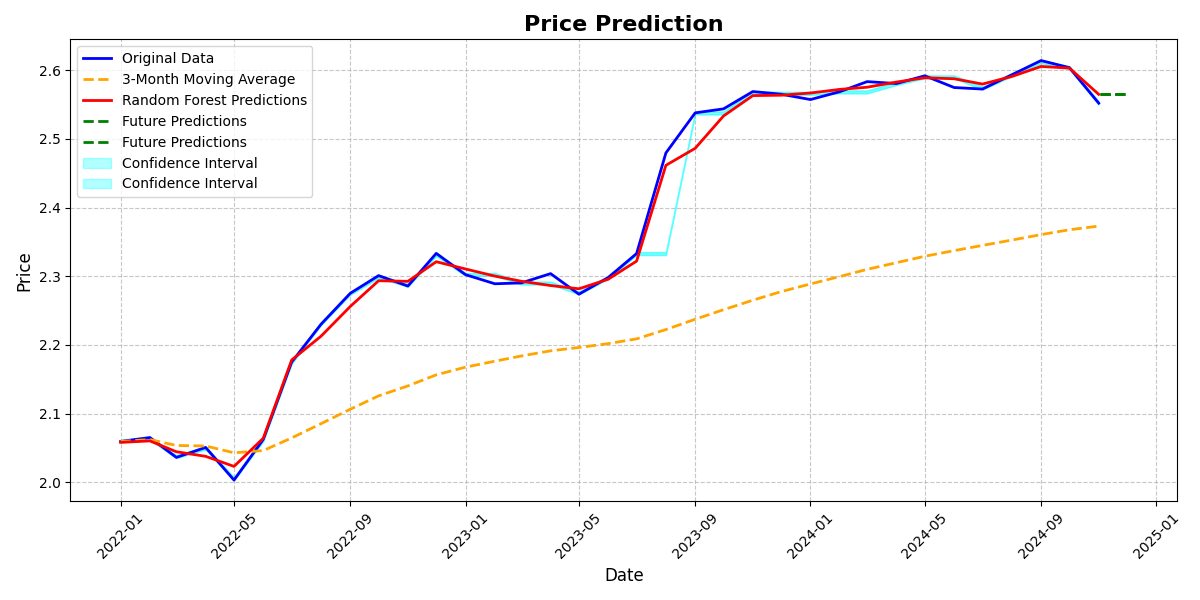 Price Prediction
Original Data
3-Month Moving Average
Random Forest Predictions
Future Predictions
Future Predictions
Confidence Interval
Confidence Interval
Price
2.6
2.5
2.4
2.3
2.2
2.1
2.0
2022-01
2022-05
2022-09
2023-01
2023-05
2023-09
2024-01
2024-05
2024-09
2025-01
Date